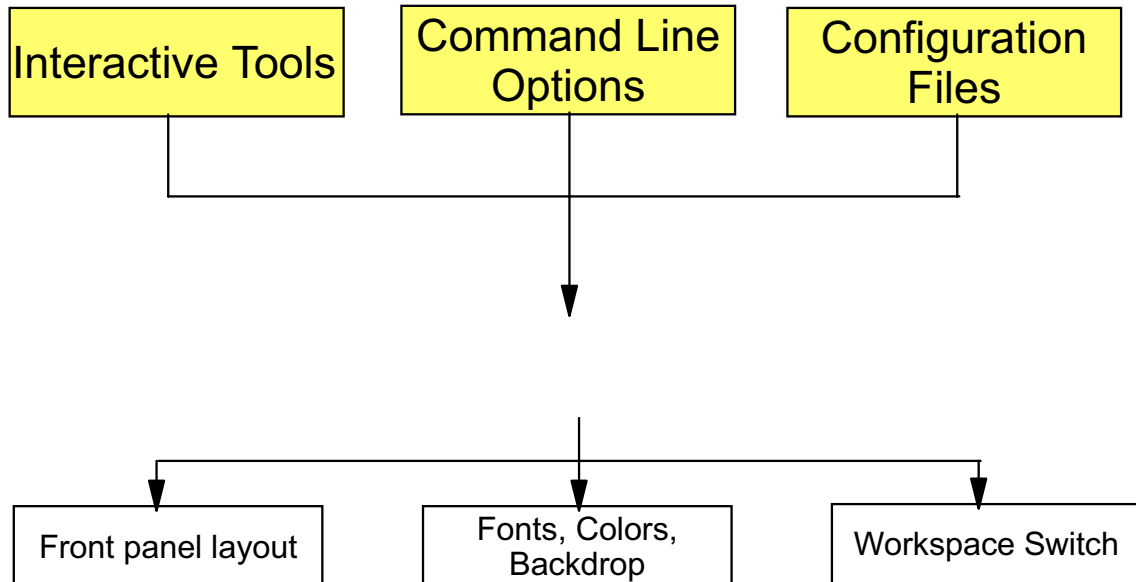 Interactive Tools
Command Line
Options
Configuration
Files
Front panel layout
Fonts, Colors,
Backdrop
Workspace Switch